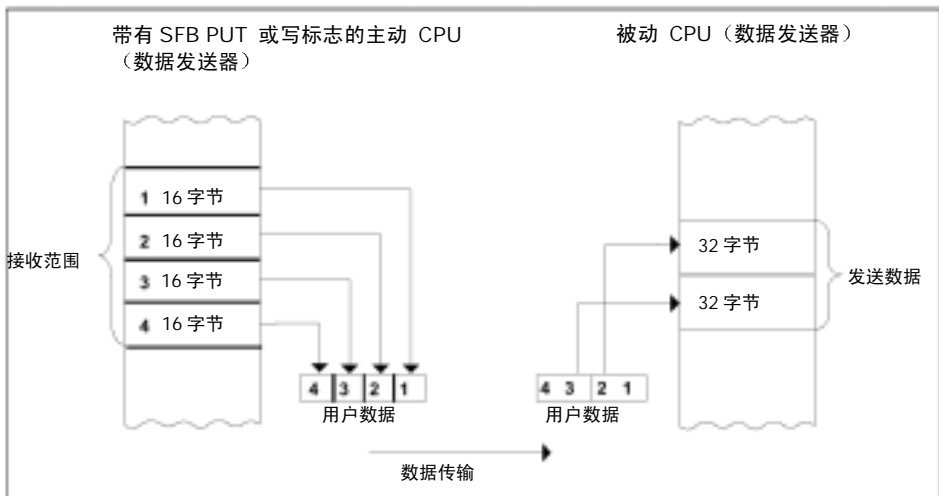 带有 SFB PUT 或写标志的主动 CPU
（数据发送器）
被动 CPU（数据发送器）
1 16 字节
2 16 字节
3 16 字节
4 16 字节
接收范围
32 字节
32 字节
发送数据
4 3 2 1
用户数据
4 3 2 1
用户数据
数据传输